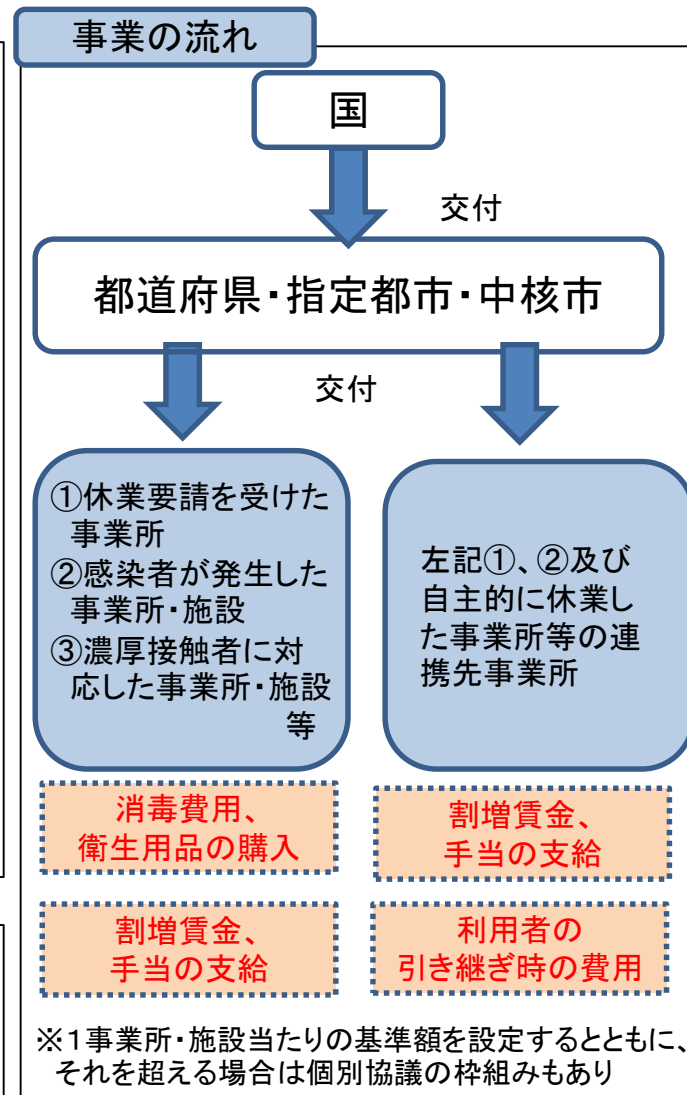 事業の流れ
国
交付
都道府県・指定都市・中核市
交付
①休業要請を受けた
事業所
②感染者が発生した
事業所・施設
③濃厚接触者に対
応した事業所・施設
等
左記①、②及び
自主的に休業し
た事業所等の連
携先事業所
消毒費用、
衛生用品の購入
割増賃金、
手当の支給
割増賃金、
手当の支給
利用者の
引き継ぎ時の費用
※１事業所・施設当たりの基準額を設定するとともに、
それを超える場合は個別協議の枠組みもあり